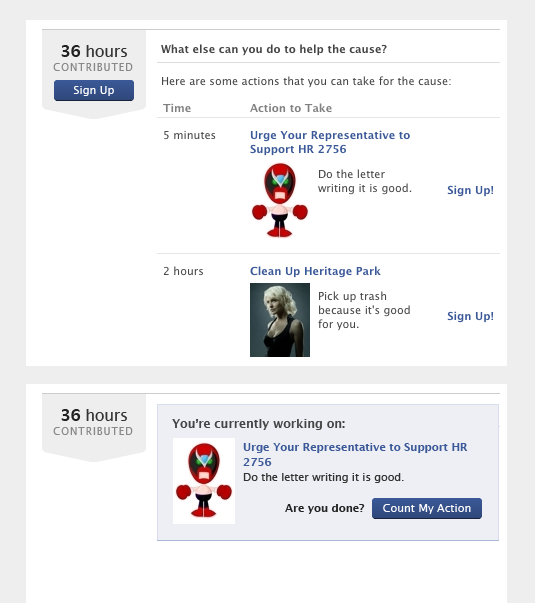 36 hours
CONTRIBUTED
Sign Up
What else can you do to help the cause?
Here are some actions that you can take for the cause:
Time Action to Take
5 minutes
Urge Your Representative to
Support HR 2756
Do the letter
writing it is good.
Sign Up!
2 hours
Clean Up Heritage Park
Pick up trash
because it's good
for you.
Sign Up!
36 hours
CONTRIBUTED
You're currently working on:
Urge Your Representative to Support HR
2756
Do the letter writing it is good.
Are you done? Count My Action